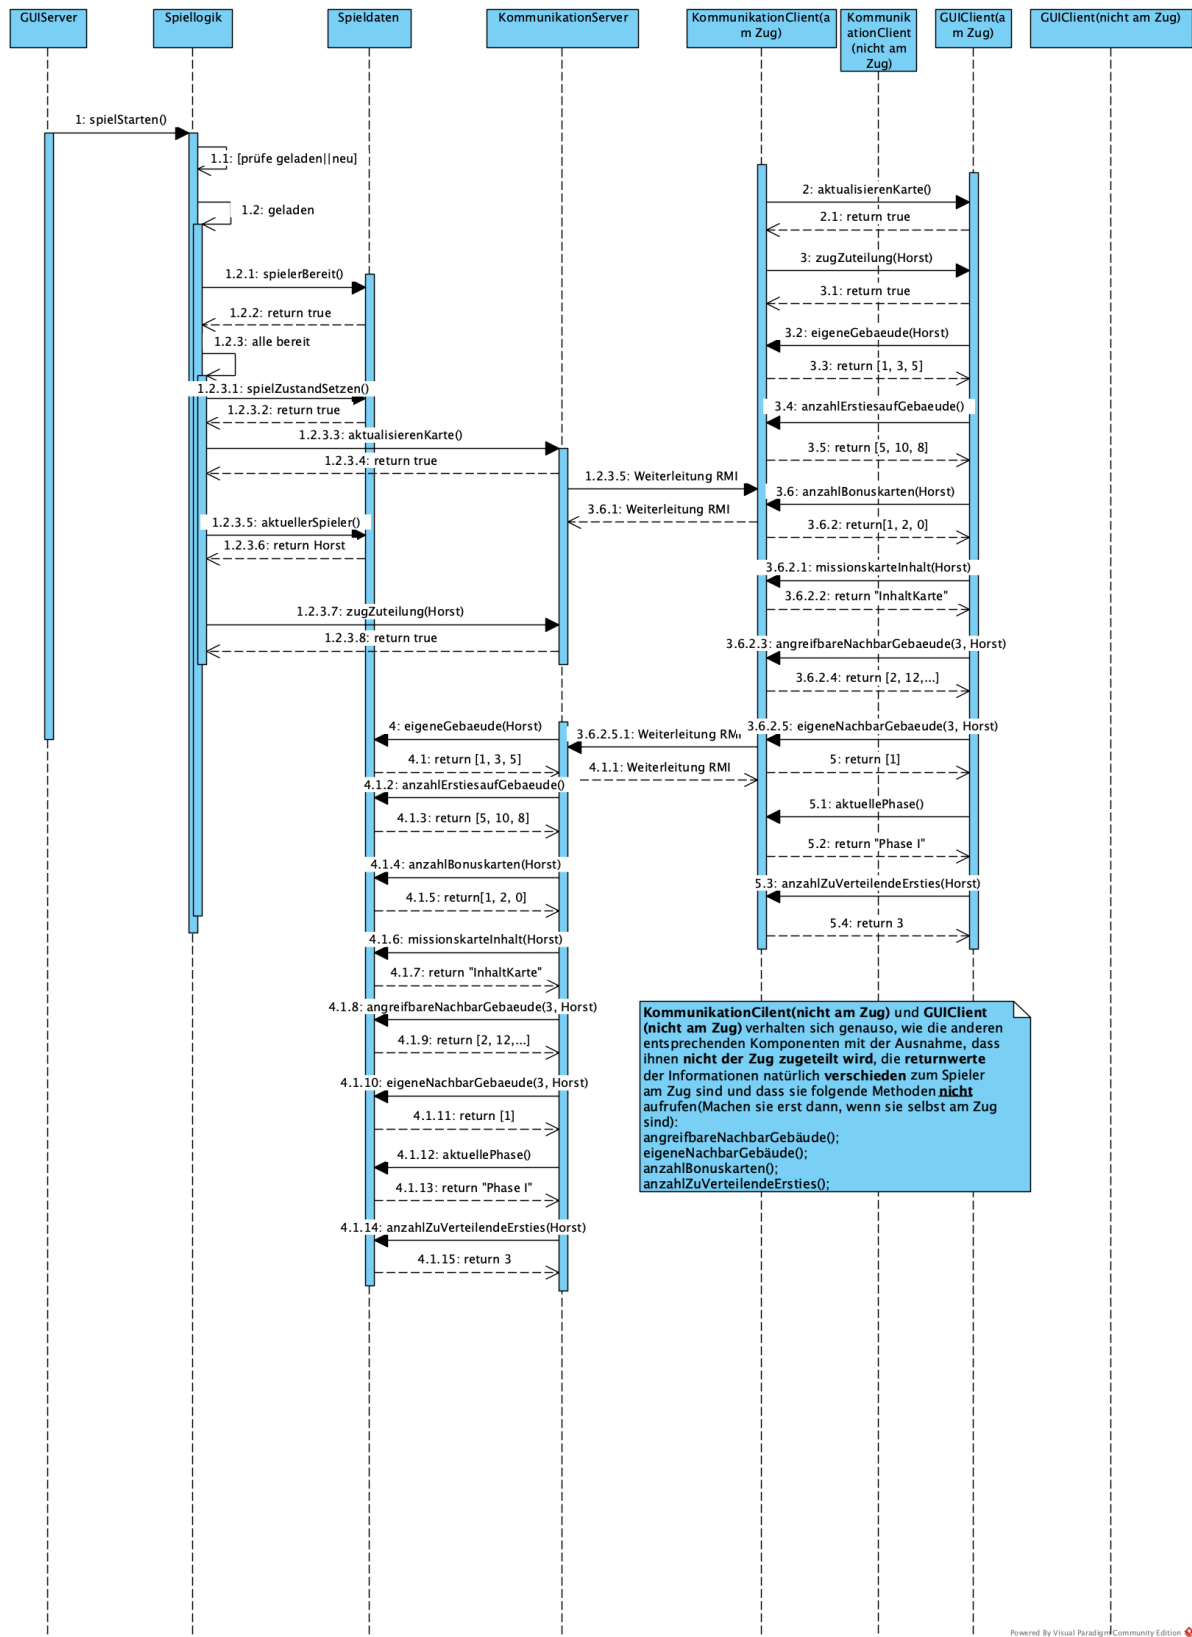 GUIServer
Spiellogik
Spieldaten
KommunikationServer
KommunikationClient(a
m Zug)
Kommunik
ationClient
(nicht am
Zug)
GUIClient(a
m Zug)
GUIClient(nicht am Zug)
1: spielStarten()
1.1: [prüfe geladen||neu]
1.2: geladen
1.2.1: spielerBereit()
1.2.2: return true
1.2.3: alle bereit
1.2.3.1: spielZustandSetzen()
1.2.3.2: return true
1.2.3.3: aktualisierenKarte()
1.2.3.4: return true
1.2.3.5: Weiterleitung RMI
3.6.1: Weiterleitung RMI
1.2.3.5: aktuellerSpieler()
1.2.3.6: return Horst
1.2.3.7: zugZuteilung(Horst)
1.2.3.8: return true
2: aktualisierenKarte()
2.1: return true
3: zugZuteilung(Horst)
3.1: return true
3.2: eigeneGebaeude(Horst)
3.3: return [1, 3, 5]
3.4: anzahlErstiesaufGebaeude()
3.5: return [5, 10, 8]
3.6: anzahlBonuskarten(Horst)
3.6.2: return[1, 2, 0]
3.6.2.1: missionskarteInhalt(Horst)
3.6.2.2: return "InhaltKarte"
3.6.2.3: angreifbareNachbarGebaeude(3, Horst)
3.6.2.4: return [2, 12,...]
3.6.2.5: eigeneNachbarGebaeude(3, Horst)
3.6.2.5.1: Weiterleitung RMI
4.1.1: Weiterleitung RMI
5: return [1]
5.1: aktuellePhase()
5.2: return "Phase I"
5.3: anzahlZuVerteilendeErsties(Horst)
5.4: return 3
4: eigeneGebaeude(Horst)
4.1: return [1, 3, 5]
4.1.2: anzahlErstiesaufGebaeude()
4.1.3: return [5, 10, 8]
4.1.4: anzahlBonuskarten(Horst)
4.1.5: return[1, 2, 0]
4.1.6: missionskarteInhalt(Horst)
4.1.7: return "InhaltKarte"
4.1.8: angreifbareNachbarGebaeude(3, Horst)
4.1.9: return [2, 12,...]
4.1.10: eigeneNachbarGebaeude(3, Horst)
4.1.11: return [1]
4.1.12: aktuellePhase()
4.1.13: return "Phase I"
4.1.14: anzahlZuVerteilendeErsties(Horst)
4.1.15: return 3
KommunikationCilent(nicht am Zug) und GUIClient
(nicht am Zug) verhalten sich genauso, wie die anderen
entsprechenden Komponenten mit der Ausnahme, dass
ihnen nicht der Zug zugeteilt wird, die returnwerte
der Informationen natürlich verschieden zum Spieler
am Zug sind und dass sie folgende Methoden nicht
aufrufen(Machen sie erst dann, wenn sie selbst am Zug
sind):
angreifbareNachbarGebäude();
eigeneNachbarGebäude();
anzahlBonuskarten();
anzahlZuVerteilendeErsties();
Powered By Visual Paradigm Community Edition